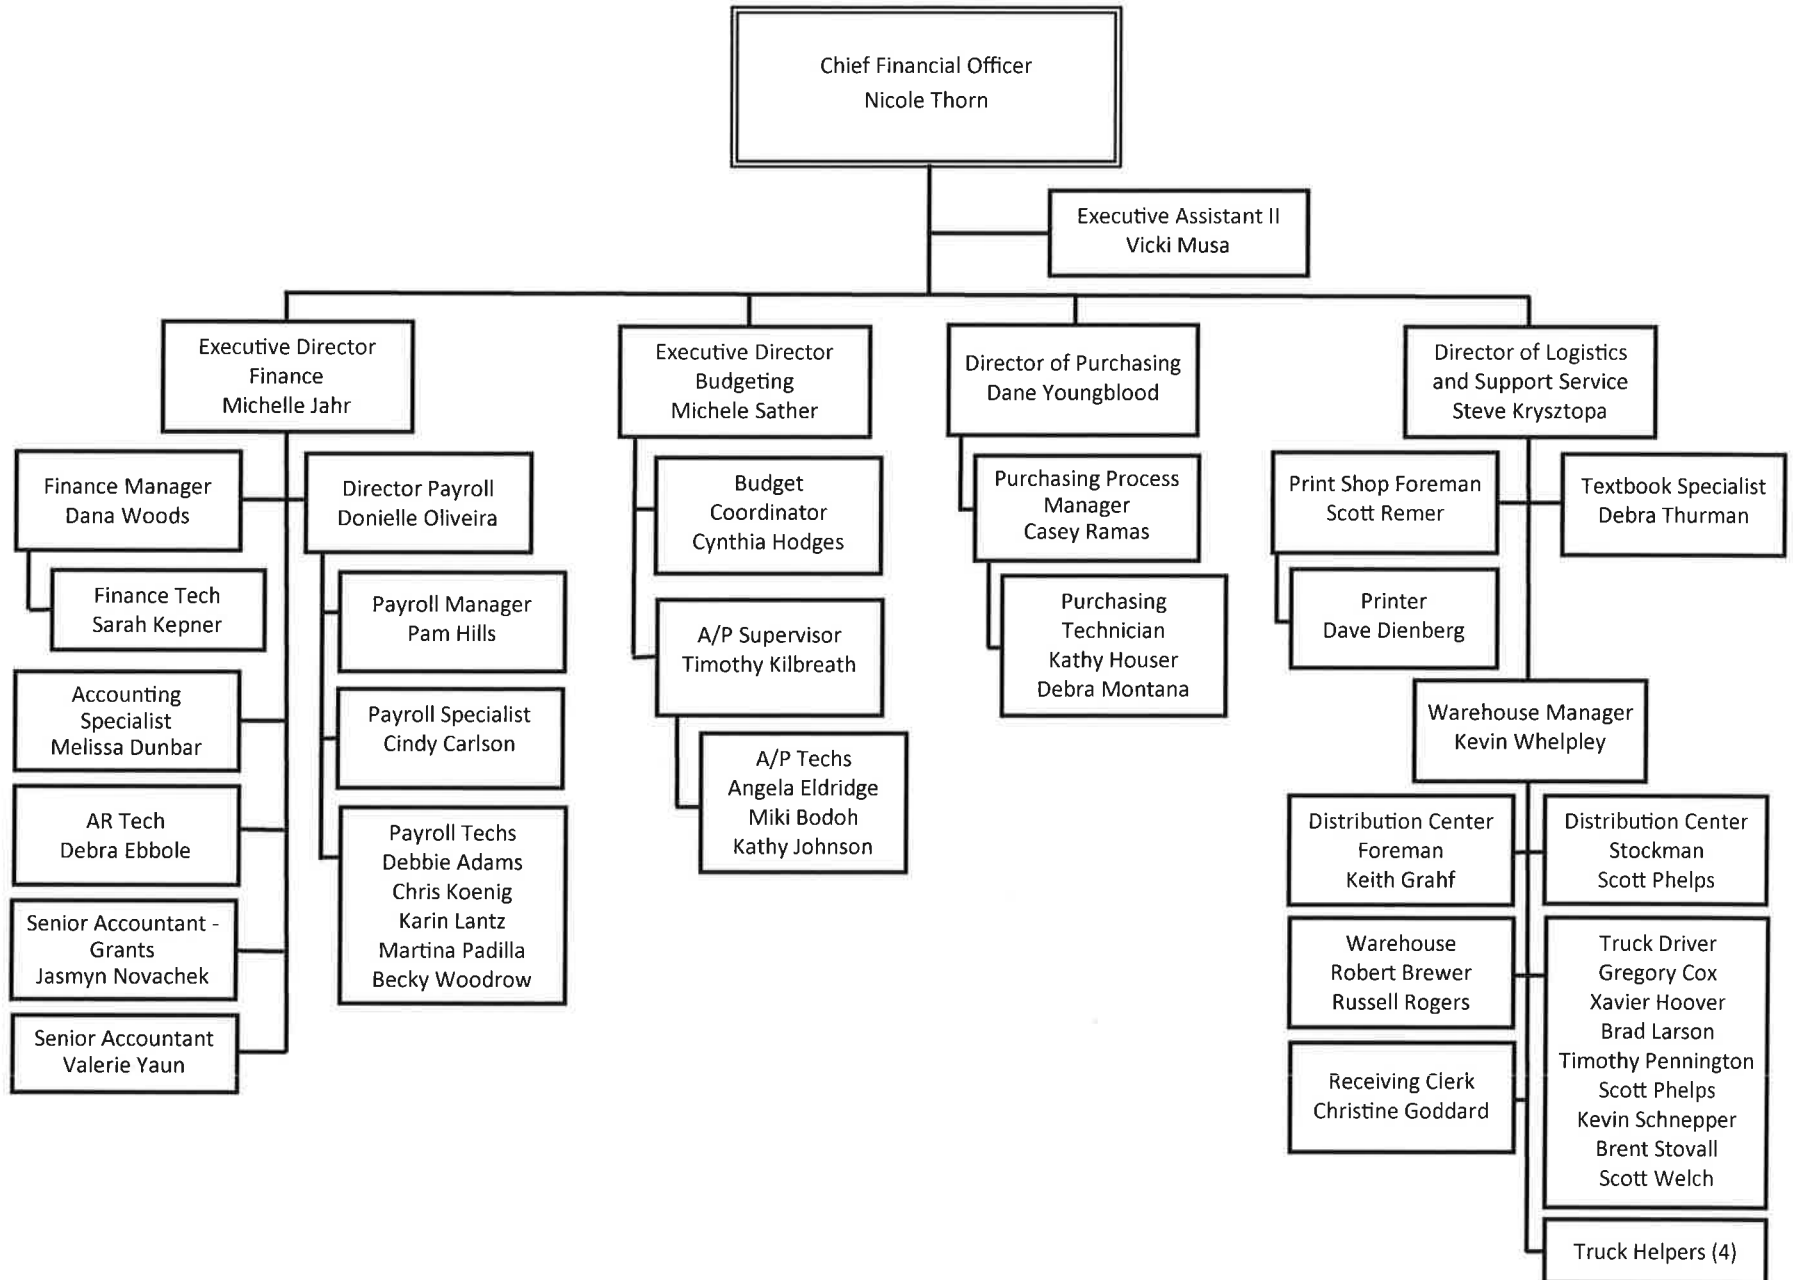 Chief Financial Officer
Nicole Thorn
Executive Assistant II
Vicki Musa
Executive Director
Finance
Michelle Jahr
Finance Manager
Dana Woods
Finance Tech
Sarah Kepner
Accounting
Specialist
Melissa Dunbar
AR Tech
Debra Ebbole
Senior Accountant -
Grants
Jasmyn Novachek
Senior Accountant
Valerie Yaun
Director Payroll
Donielle Oliveira
Payroll Manager
Pam Hills
Payroll Specialist
Cindy Carlson
Payroll Techs
Debbie Adams
Chris Koenig
Karin Lantz
Martina Padilla
Becky Woodrow
Executive Director
Budgeting
Michele Sather
Budget
Coordinator
Cynthia Hodges
A/P Supervisor
Timothy Kilbreath
A/P Techs
Angela Eldridge
Miki Bodoh
Kathy Johnson
Director of Purchasing
Dane Youngblood
Purchasing Process
Manager
Casey Ramas
Purchasing
Technician
Kathy Houser
Debra Montana
Director of Logistics
and Support Service
Steve Krysztopa
Print Shop Foreman
Scott Remer
Printer
Dave Dienberg
Textbook Specialist
Debra Thurman
Warehouse Manager
Kevin Whelpley
Distribution Center
Foreman
Keith Grahf
Warehouse
Robert Brewer
Russell Rogers
Receiving Clerk
Christine Goddard
Distribution Center
Stockman
Scott Phelps
Truck Driver
Gregory Cox
Xavier Hoover
Brad Larson
Timothy Pennington
Scott Phelps
Kevin Schnepper
Brent Stovall
Scott Welch
Truck Helpers (4)